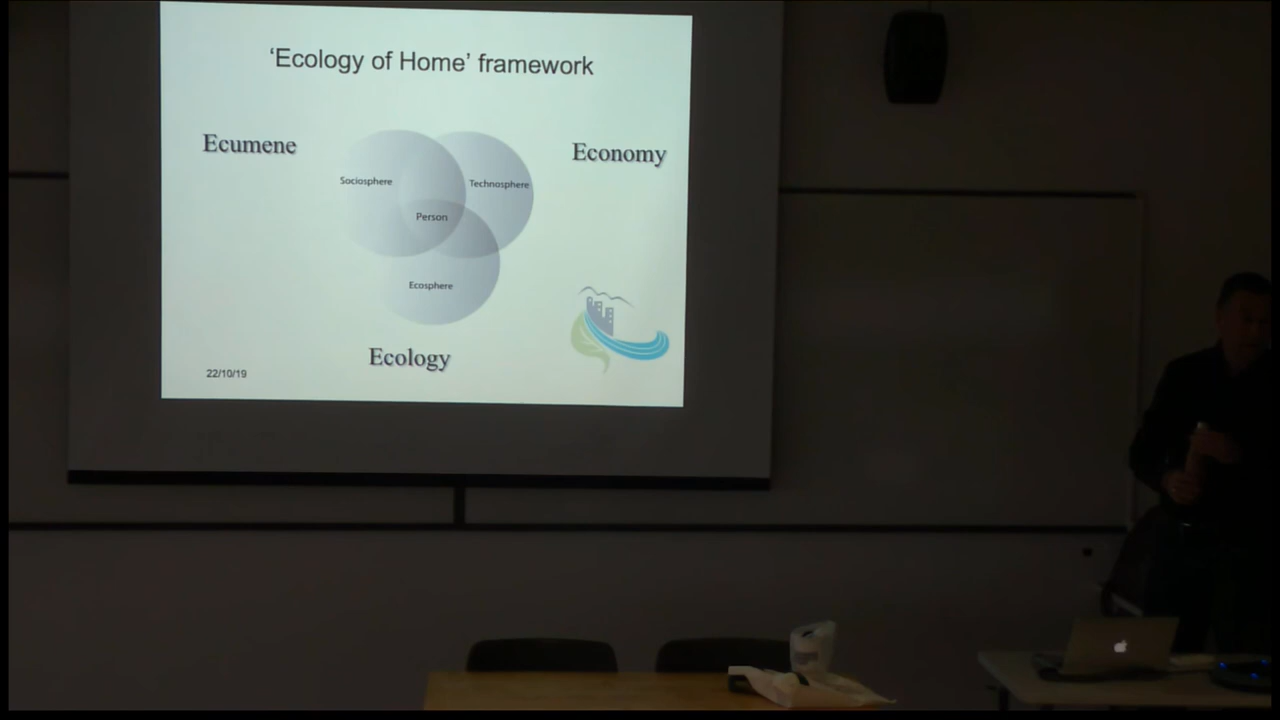 ‘Ecology of Home’ framework
Ecumene
Economy
Sociosphere
Technosphere
Person
Ecosphere
Ecology
22/10/19